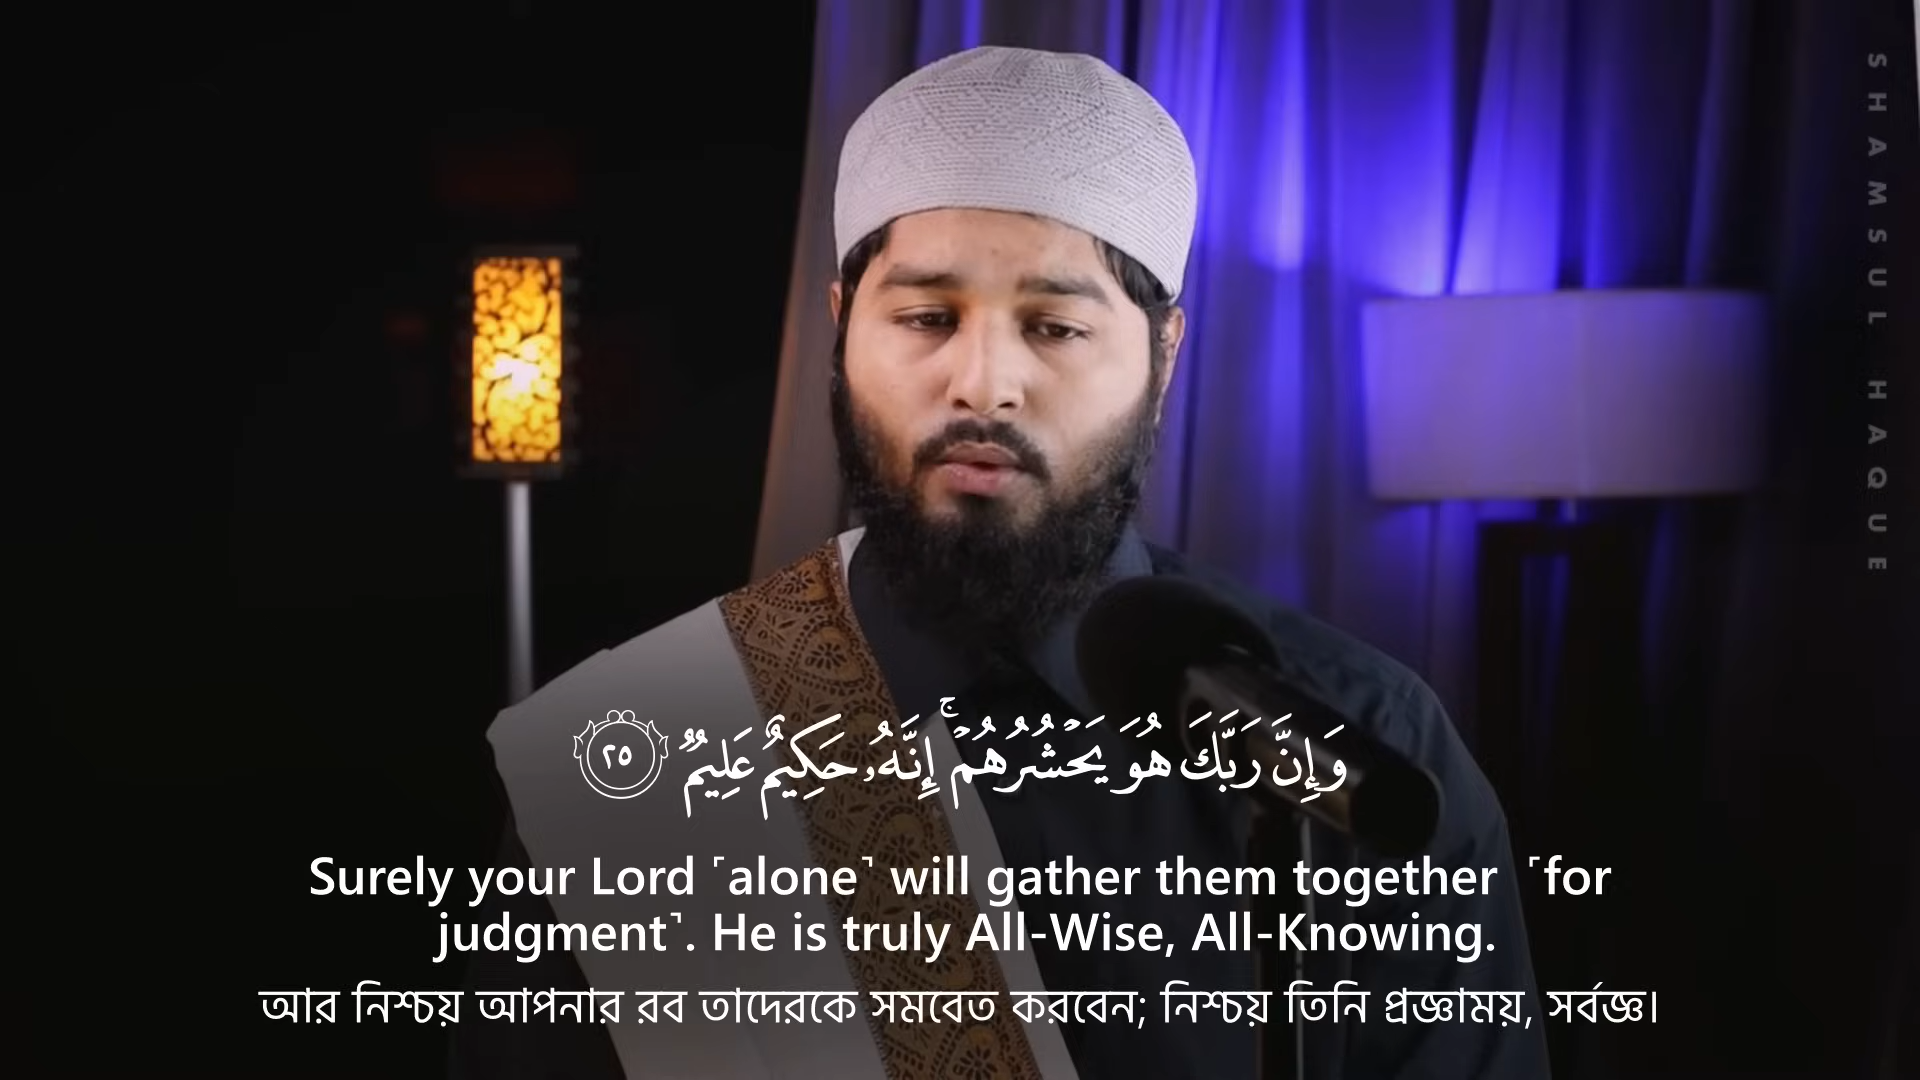 SHAMSUL HAQUE
وَإِنَّ رَبَّكَ هُوَ يَحْشُرُهُمْ ۚ إِنَّهُۥ حَكِيمٌ عَلِيمٌ ٢٥
Surely your Lord ˹alone˺ will gather them together ˹for
judgment˺. He is truly All-Wise, All-Knowing.
আর নিশ্চয় আপনার রব তাদেরকে সমবেত করবেন; নিশ্চয় তিনি প্রজ্ঞাময়, সর্বজ্ঞ।